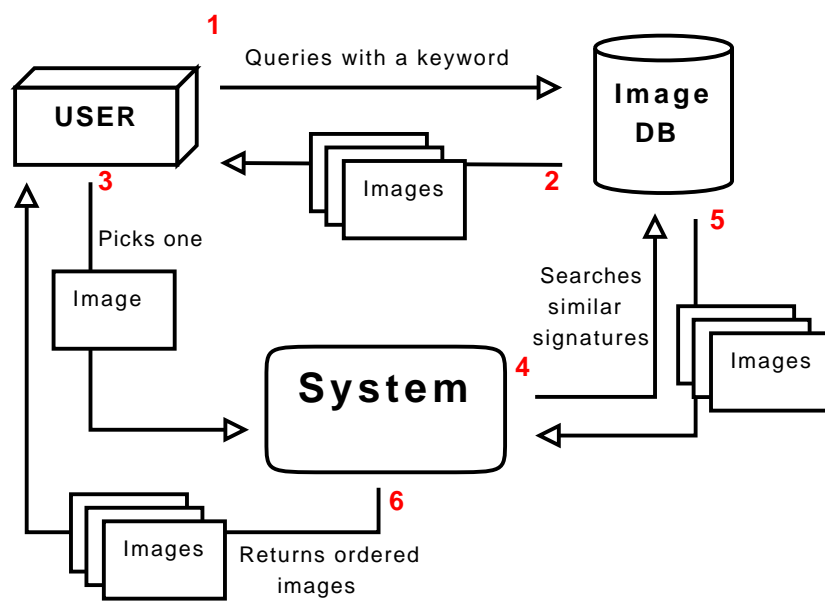 1
Queries with a keyword
USER
Image
DB
Images
2
3
Picks one
Image
5
Searches
similar
signatures
Images
4
System
6
Images
Returns ordered
images